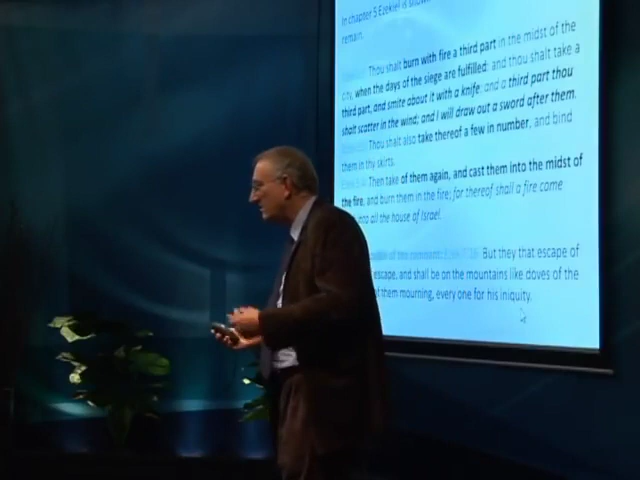 In chapter 5 Ezekiel is shown
remain.
Thou shalt burn with fire a third part in the midst of the
city, when the days of the siege are fulfilled: and thou shalt take a
third part, and smite about it with a knife: and a third part thou
shalt scatter in the wind; and I will draw out a sword after them.
Thou shalt also take thereof a few in number, and bind
them in thy skirts.
Then take of them again, and cast them into the midst of
the fire, and burn them in the fire; for thereof shall a fire come
into all the house of Israel.
of the remnant: But they that escape of
escape, and shall be on the mountains like doves of the
of them mourning, every one for his iniquity.